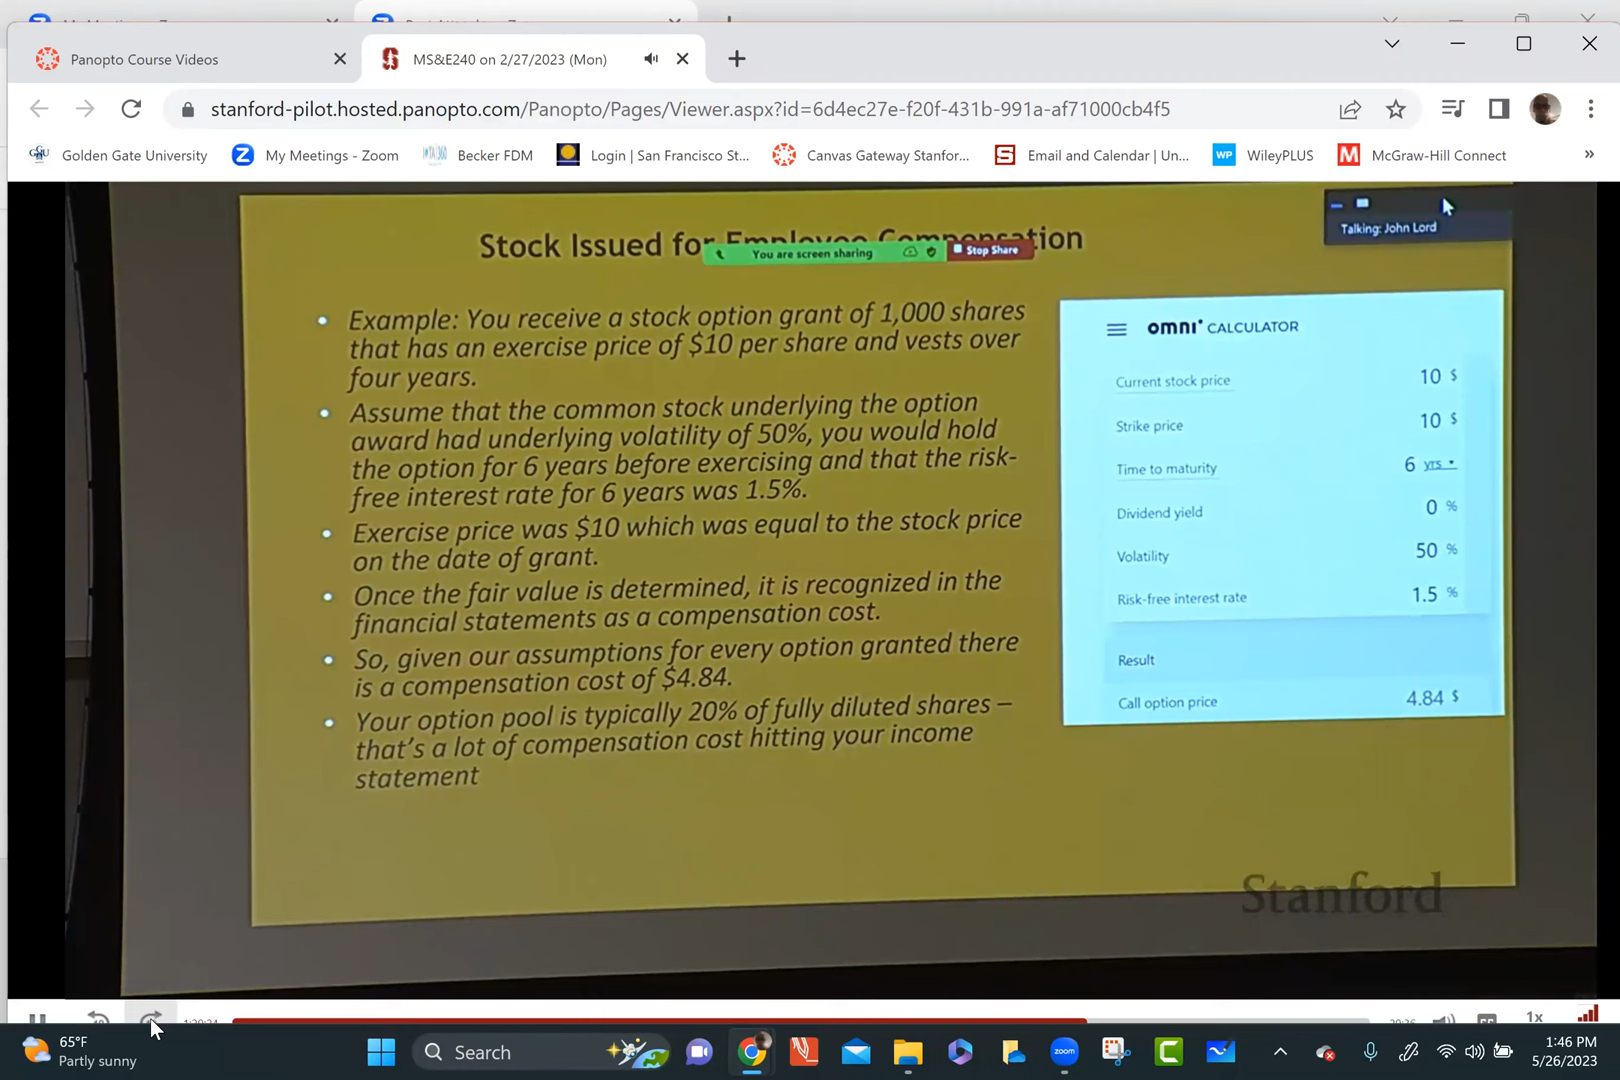 Panopto Course Videos
MS&E240 on 2/27/2023 (Mon)
stanford-pilot.hosted.panopto.com/Panopto/Pages/Viewer.aspx?id=6d4ec27e-f20f-431b-991a-af71000cb4f5
Golden Gate University
My Meetings - Zoom
Becker FDM
Login | San Francisco St...
Canvas Gateway Stanfor...
Email and Calendar | Un...
WP WileyPLUS
M McGraw-Hill Connect
Talking: John Lord
Stock Issued for Employee Compensation
You are screen sharing
Stop Share
• Example: You receive a stock option grant of 1,000 shares
that has an exercise price of $10 per share and vests over
four years.
• Assume that the common stock underlying the option
award had underlying volatility of 50%, you would hold
the option for 6 years before exercising and that the risk-
free interest rate for 6 years was 1.5%.
• Exercise price was $10 which was equal to the stock price
on the date of grant.
• Once the fair value is determined, it is recognized in the
financial statements as a compensation cost.
• So, given our assumptions for every option granted there
is a compensation cost of $4.84.
• Your option pool is typically 20% of fully diluted shares –
that's a lot of compensation cost hitting your income
statement
omni CALCULATOR
Current stock price 10 $
Strike price 10 $
Time to maturity 6 yrs
Dividend yield 0 %
Volatility 50 %
Risk-free interest rate 1.5 %
Result
Call option price 4.84 $
Stanford
1x
65°F
Partly sunny
Search
zoom
1:46 PM
5/26/2023